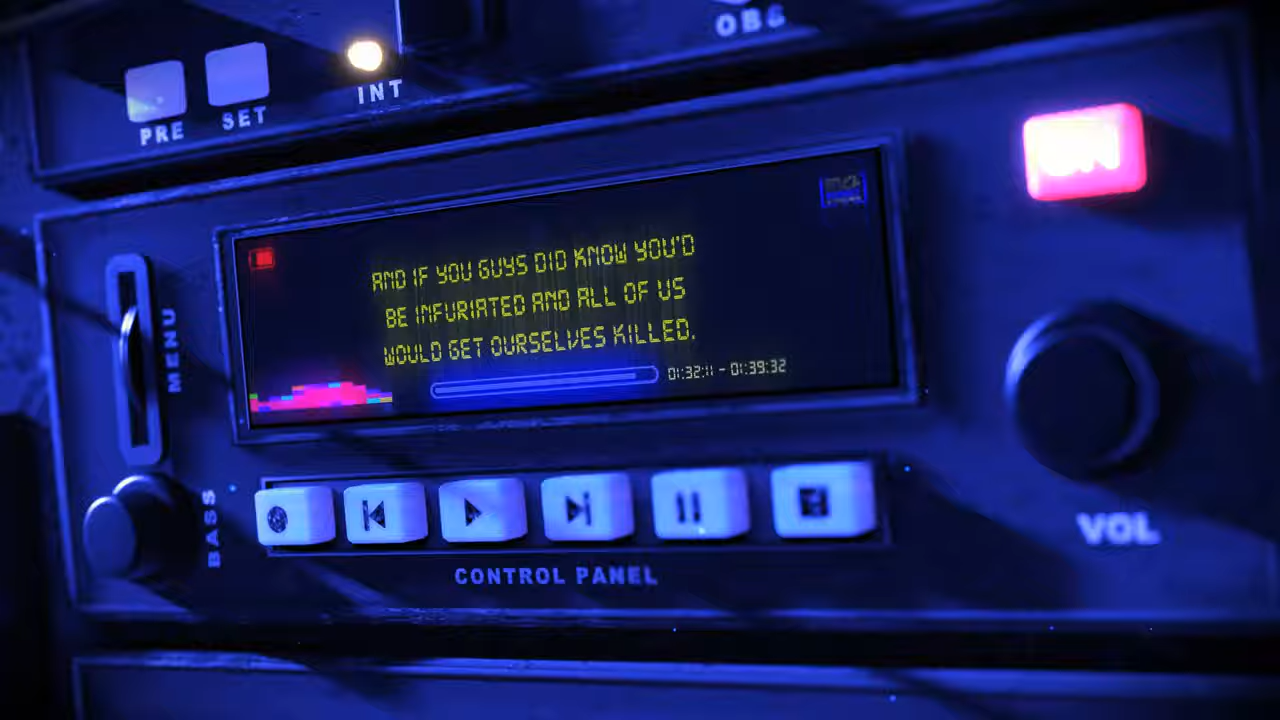 OBS
INT
PRE SET
ON
AND IF YOU GUYS DID KNOW YOU'D
BE INFURIATED AND ALL OF US
WOULD GET OURSELVES KILLED.
01:32:11 - 01:39:32
MENU
BASS
VOL
CONTROL PANEL